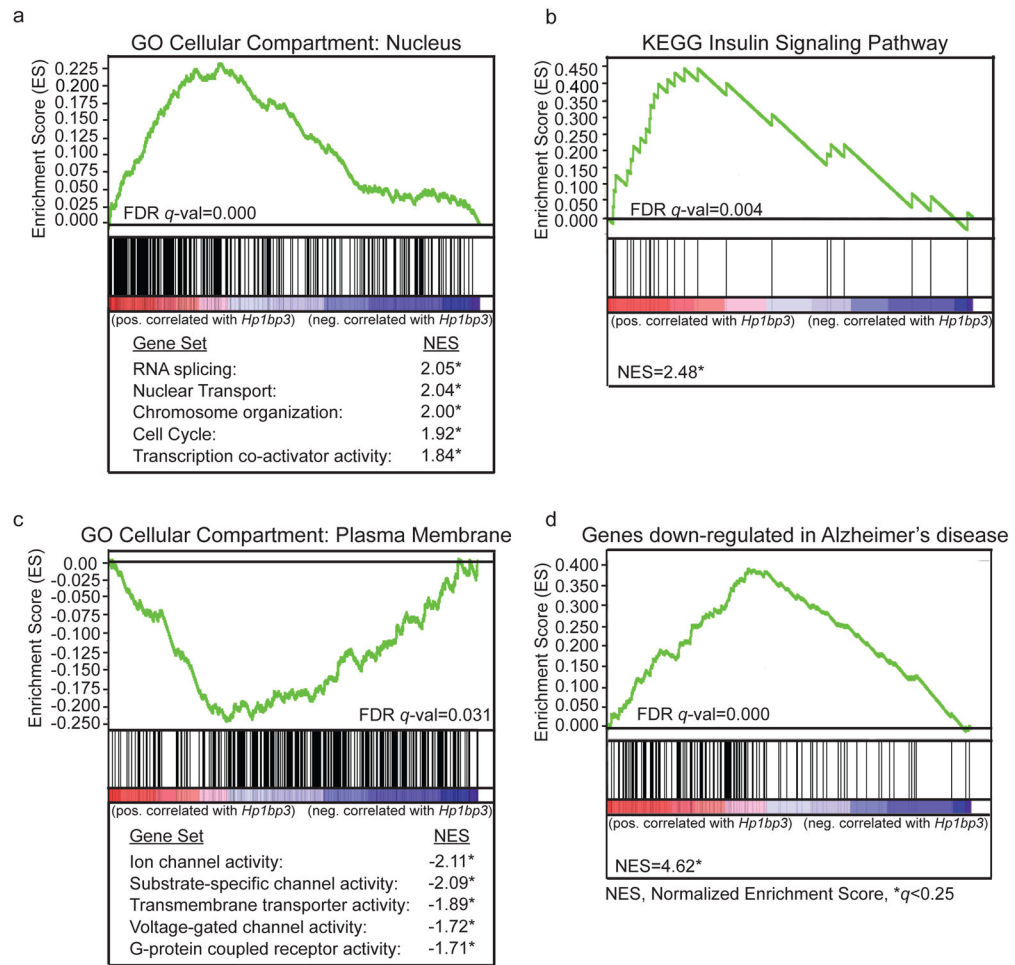 a
GO Cellular Compartment: Nucleus
Enrichment Score (ES)
0.225
0.200
0.175
0.150
0.125
0.100
0.075
0.050
0.025
0.000
FDR q-val=0.000
(pos. correlated with Hp1bp3) (neg. correlated with Hp1bp3)
Gene Set NES
RNA splicing: 2.05*
Nuclear Transport: 2.04*
Chromosome organization: 2.00*
Cell Cycle: 1.92*
Transcription co-activator activity: 1.84*
b
KEGG Insulin Signaling Pathway
Enrichment Score (ES)
0.450
0.400
0.350
0.300
0.250
0.200
0.150
0.100
0.050
0.000
FDR q-val=0.004
(pos. correlated with Hp1bp3) (neg. correlated with Hp1bp3)
NES=2.48*
c
GO Cellular Compartment: Plasma Membrane
Enrichment Score (ES)
0.00
-0.025
-0.050
-0.075
-0.100
-0.125
-0.150
-0.175
-0.200
-0.250
FDR q-val=0.031
(pos. correlated with Hp1bp3) (neg. correlated with Hp1bp3)
Gene Set NES
Ion channel activity: -2.11*
Substrate-specific channel activity: -2.09*
Transmembrane transporter activity: -1.89*
Voltage-gated channel activity: -1.72*
G-protein coupled receptor activity: -1.71*
d
Genes down-regulated in Alzheimer's disease
Enrichment Score (ES)
0.400
0.350
0.300
0.250
0.200
0.150
0.100
0.050
0.000
FDR q-val=0.000
(pos. correlated with Hp1bp3) (neg. correlated with Hp1bp3)
NES=4.62*
NES, Normalized Enrichment Score, *q<0.25